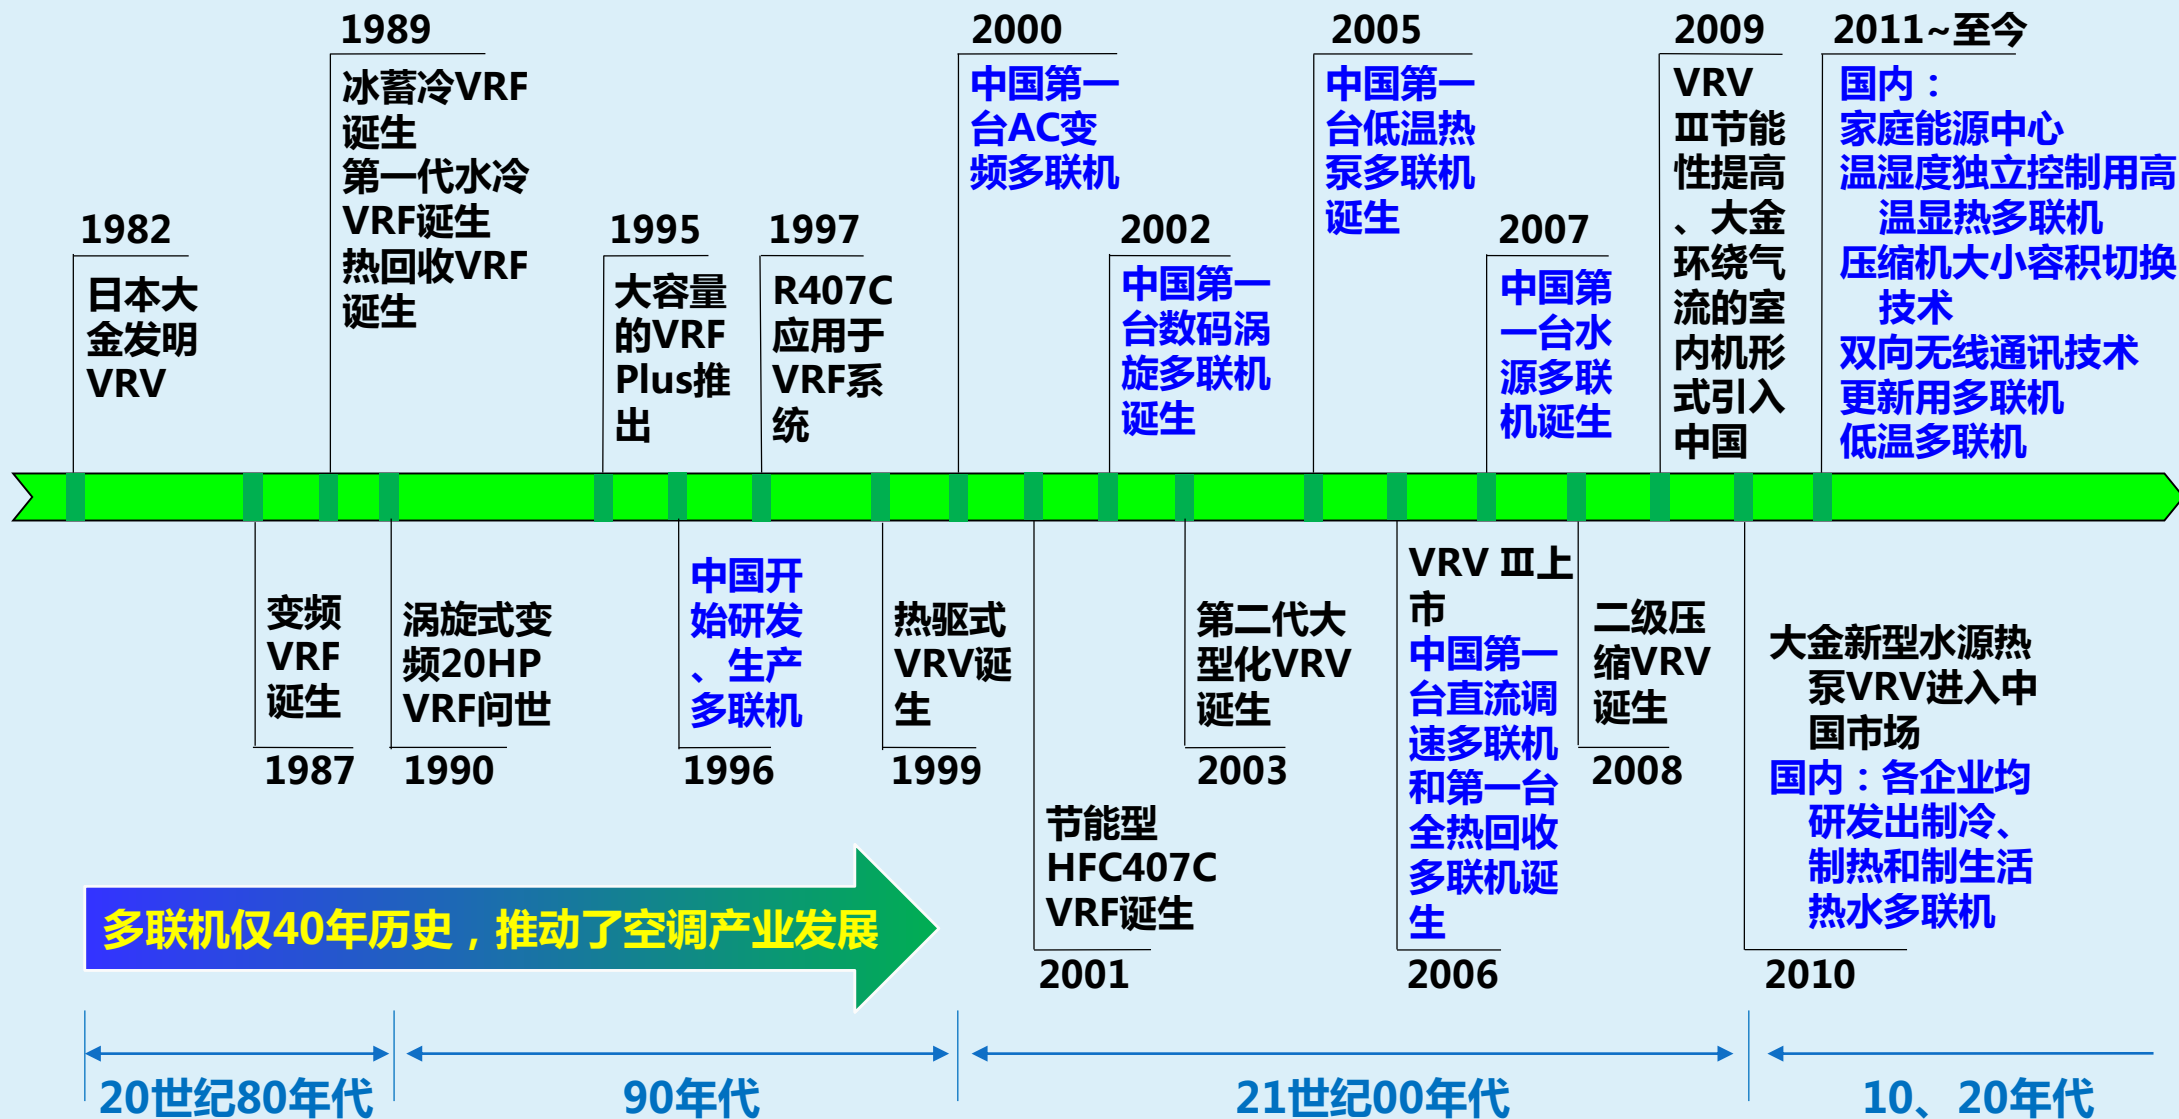 1989
冰蓄冷VRF
诞生
第一代水冷
VRF诞生
热回收VRF
诞生
2000
中国第一
台AC变
频多联机
2005
中国第一
台低温热
泵多联机
诞生
2009
VRV
Ⅲ节能
性提高
、大金
环绕气
流的室
内机形
式引入
中国
2011~至今
国内：
家庭能源中心
温湿度独立控制用高
温显热多联机
压缩机大小容积切换
技术
双向无线通讯技术
更新用多联机
低温多联机
1982
日本大
金发明
VRV
1995
大容量
的VRF
Plus推
出
1997
R407C
应用于
VRF系
统
2002
中国第一
台数码涡
旋多联机
诞生
2007
中国第
一台水
源多联
机诞生
变频
VRF
诞生
1987
涡旋式变
频20HP
VRF问世
1990
中国开
始研发
、生产
多联机
1996
热驱式
VRV诞
生
1999
节能型
HFC407C
VRF诞生
2001
第二代大
型化VRV
诞生
2003
VRV Ⅲ上
市
中国第一
台直流调
速多联机
和第一台
全热回收
多联机诞
生
2006
二级压
缩VRV
诞生
2008
大金新型水源热
泵VRV进入中
国市场
国内：各企业均
研发出制冷、
制热和制生活
热水多联机
2010
多联机仅40年历史，推动了空调产业发展
20世纪80年代
90年代
21世纪00年代
10、20年代